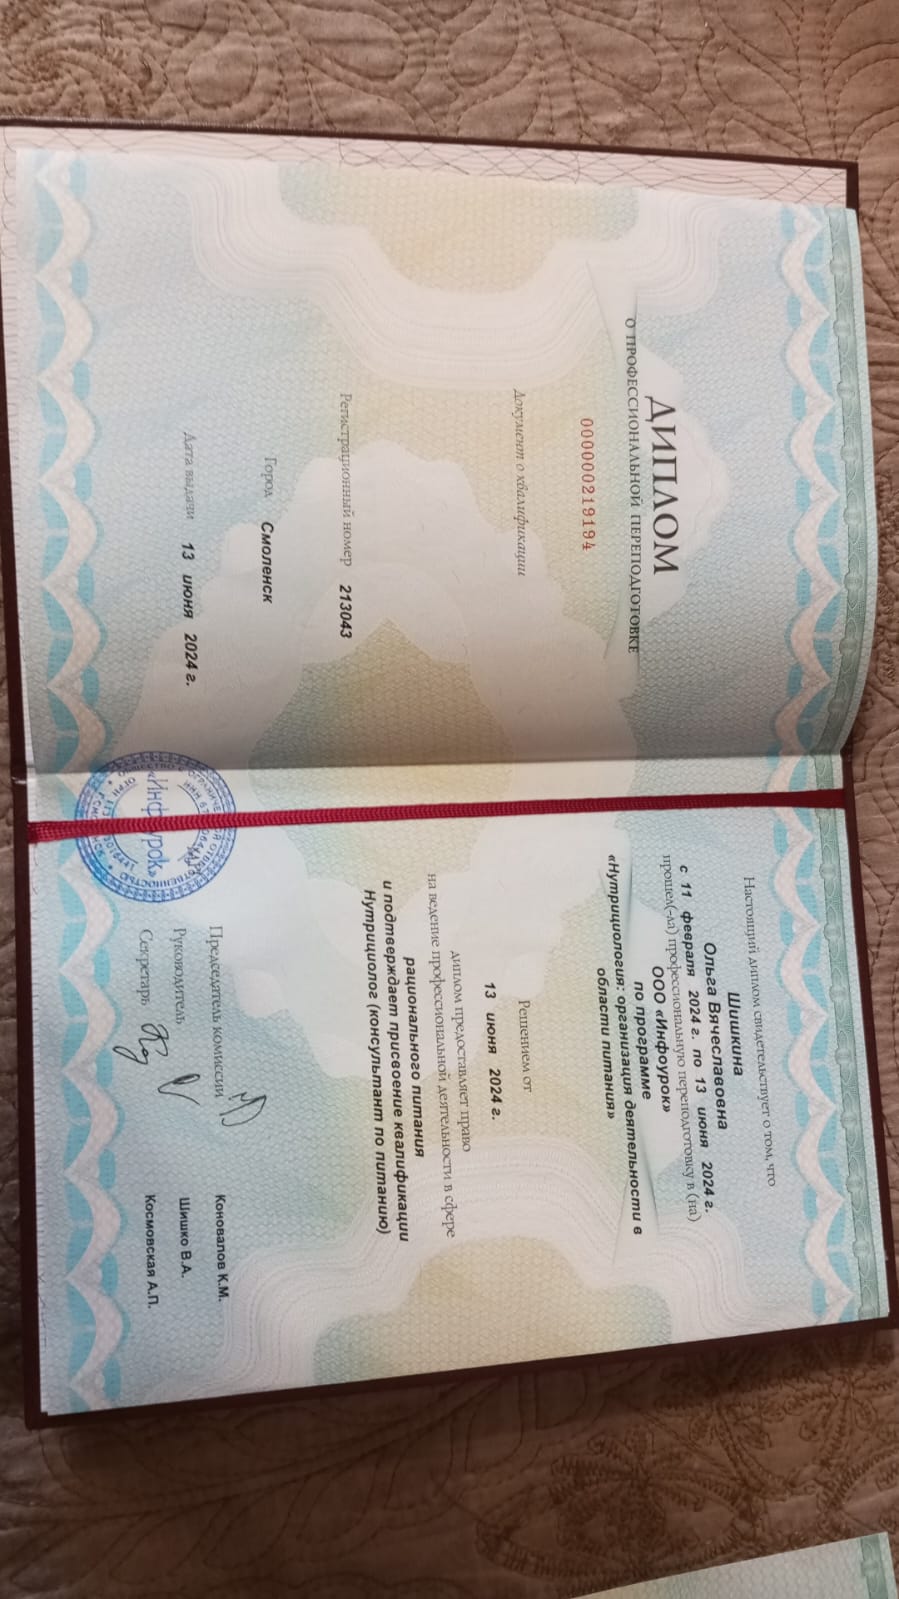 ДИПЛОМ
О ПРОФЕССИОНАЛЬНОЙ ПЕРЕПОДГОТОВКЕ
000000219194
Документ о квалификации
Регистрационный номер 213043
Город Смоленск
Дата выдачи 13 июня 2024 г.
Настоящий диплом свидетельствует о том, что
Шишкина
Ольга Вячеславовна
с 11 февраля 2024 г. по 13 июня 2024 г.
прошел(-ла) профессиональную переподготовку в (на)
ООО «Инфоурок»
по программе
«Нутрициология: организация деятельности в
области питания»
Решением от
13 июня 2024 г.
диплом предоставляет право
на ведение профессиональной деятельности в сфере
рационального питания
и подтверждает присвоение квалификации
Нутрициолог (консультант по питанию)
Председатель комиссии Коновалов К.М.
Руководитель Шишко В.А.
Секретарь Космовская А.П.
«Инфоурок»